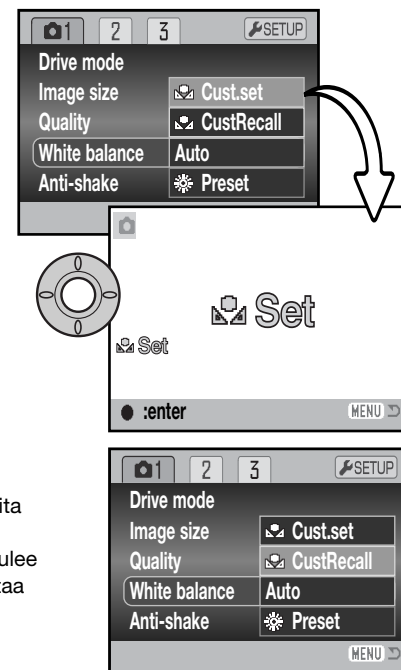 1 2 3 SETUP
Drive mode
Image size Cust.set
Quality CustRecall
White balance Auto
Anti-shake Preset
Set
Set
:enter MENU
1 2 3 SETUP
Drive mode
Image size Cust.set
Quality CustRecall
White balance Auto
Anti-shake Preset
MENU